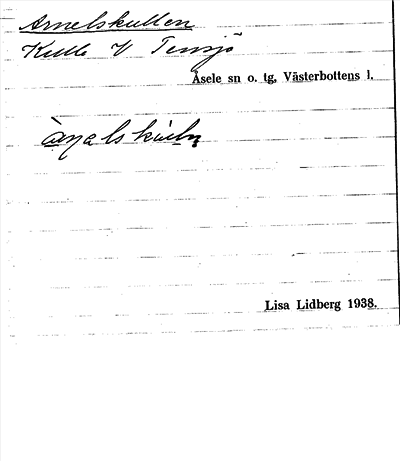 Arnelskullen
Kulle V Tensjö
Åsele sn o. tg. Västerbottens l.
Lisa Lidberg 1938.